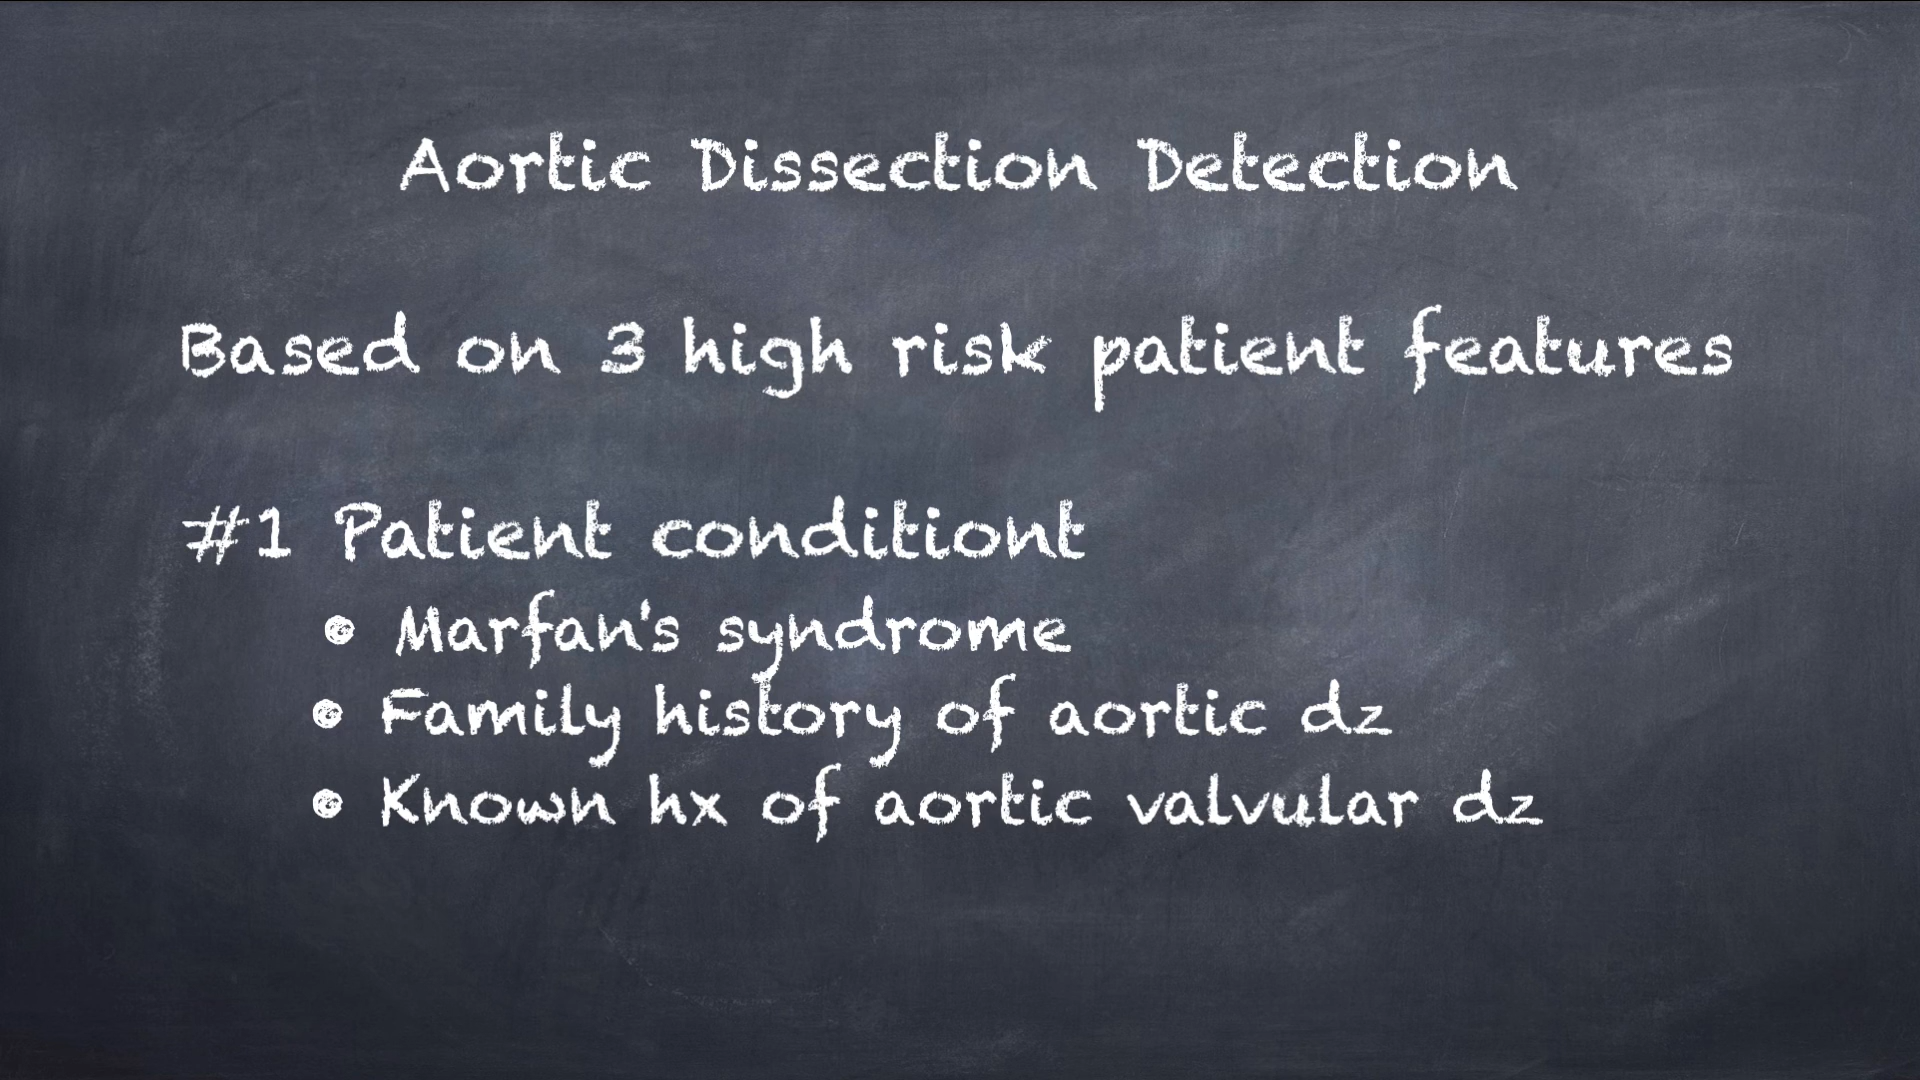 Aortic Dissection Detection
Based on 3 high risk patient features
#1 Patient conditiont
• Marfan's syndrome
• Family history of aortic dz
• Known hx of aortic valvular dz